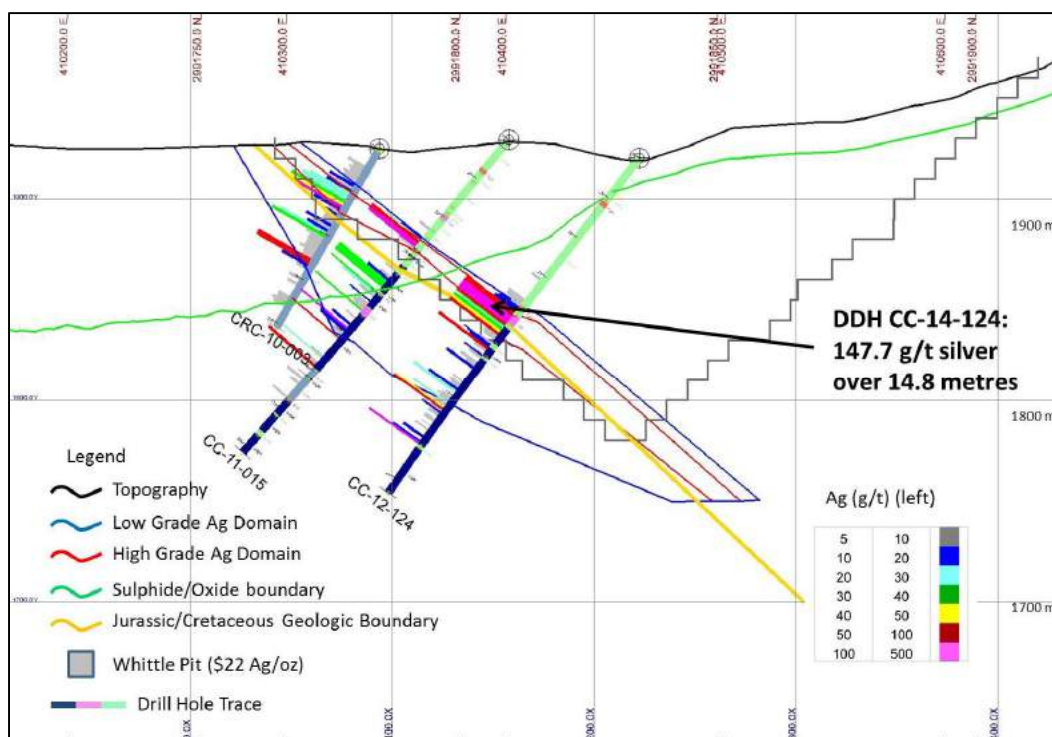 410200.0 E
2991750.0 N
410300.0 E
2991800.0 N
410400.0 E
410500.0 E
410600.0 E
2991900.0 N
1900 m
DDH CC-14-124:
147.7 g/t silver
over 14.8 metres
CRC-10-003
CC-11-015
CC-12-124
1800 m
1700 m
Legend
Topography
Low Grade Ag Domain
High Grade Ag Domain
Sulphide/Oxide boundary
Jurassic/Cretaceous Geologic Boundary
Whittle Pit ($22 Ag/oz)
Drill Hole Trace
Ag (g/t) (left)
5 10
10 20
20 30
30 40
40 50
50 100
100 500